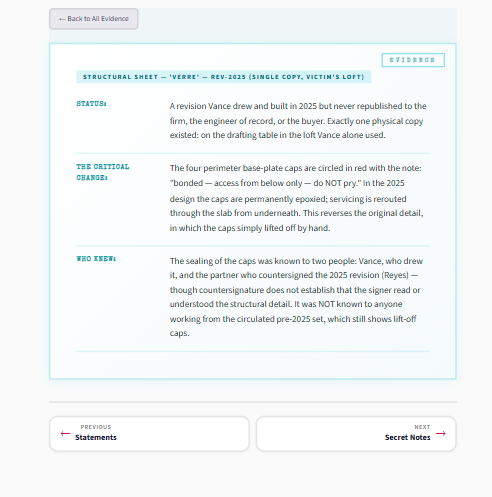 ← Back to All Evidence
EVIDENCE
STRUCTURAL SHEET — 'VERRE' — REV-2025 (SINGLE COPY, VICTIM'S LOFT)
STATUS:
A revision Vance drew and built in 2025 but never republished to the
firm, the engineer of record, or the buyer. Exactly one physical copy
existed: on the drafting table in the loft Vance alone used.
THE CRITICAL
CHANGE:
The four perimeter base-plate caps are circled in red with the note:
"bonded — access from below only — do NOT pry." In the 2025
design the caps are permanently epoxied; servicing is rerouted
through the slab from underneath. This reverses the original detail,
in which the caps simply lifted off by hand.
WHO KNEW:
The sealing of the caps was known to two people: Vance, who drew
it, and the partner who countersigned the 2025 revision (Reyes) —
though countersignature does not establish that the signer read or
understood the structural detail. It was NOT known to anyone
working from the circulated pre-2025 set, which still shows lift-off
caps.
PREVIOUS
← Statements
NEXT
Secret Notes →